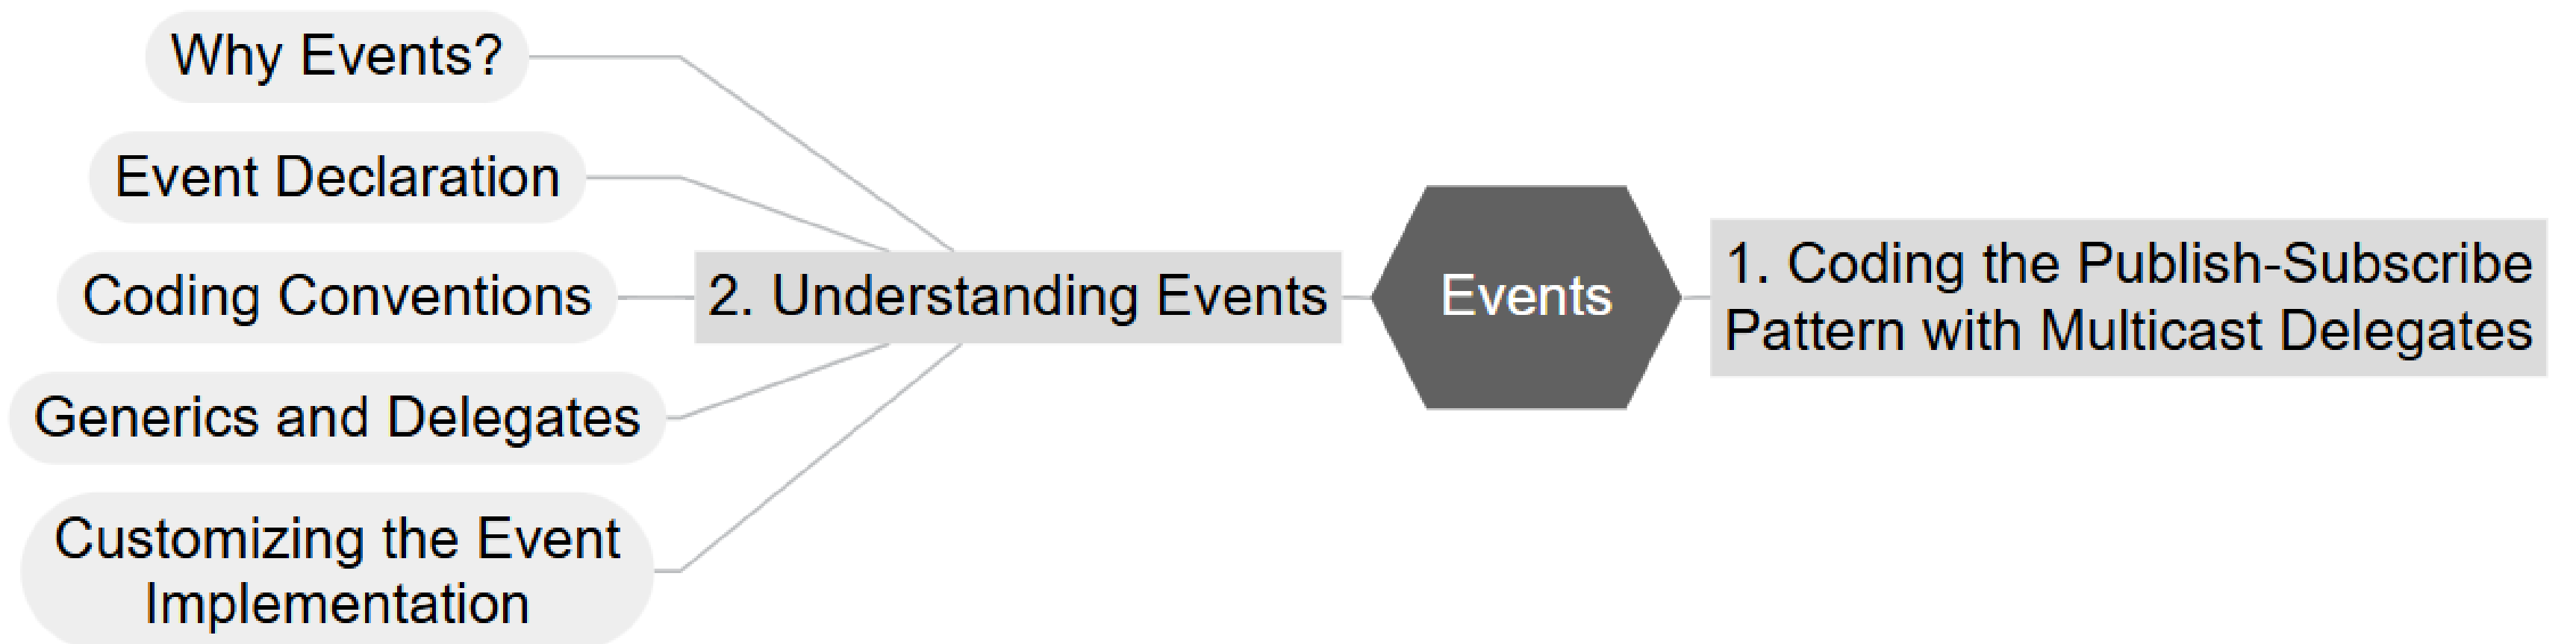 Why Events?
Event Declaration
Coding Conventions
Generics and Delegates
Customizing the Event
Implementation
2. Understanding Events
Events
1. Coding the Publish-Subscribe
Pattern with Multicast Delegates